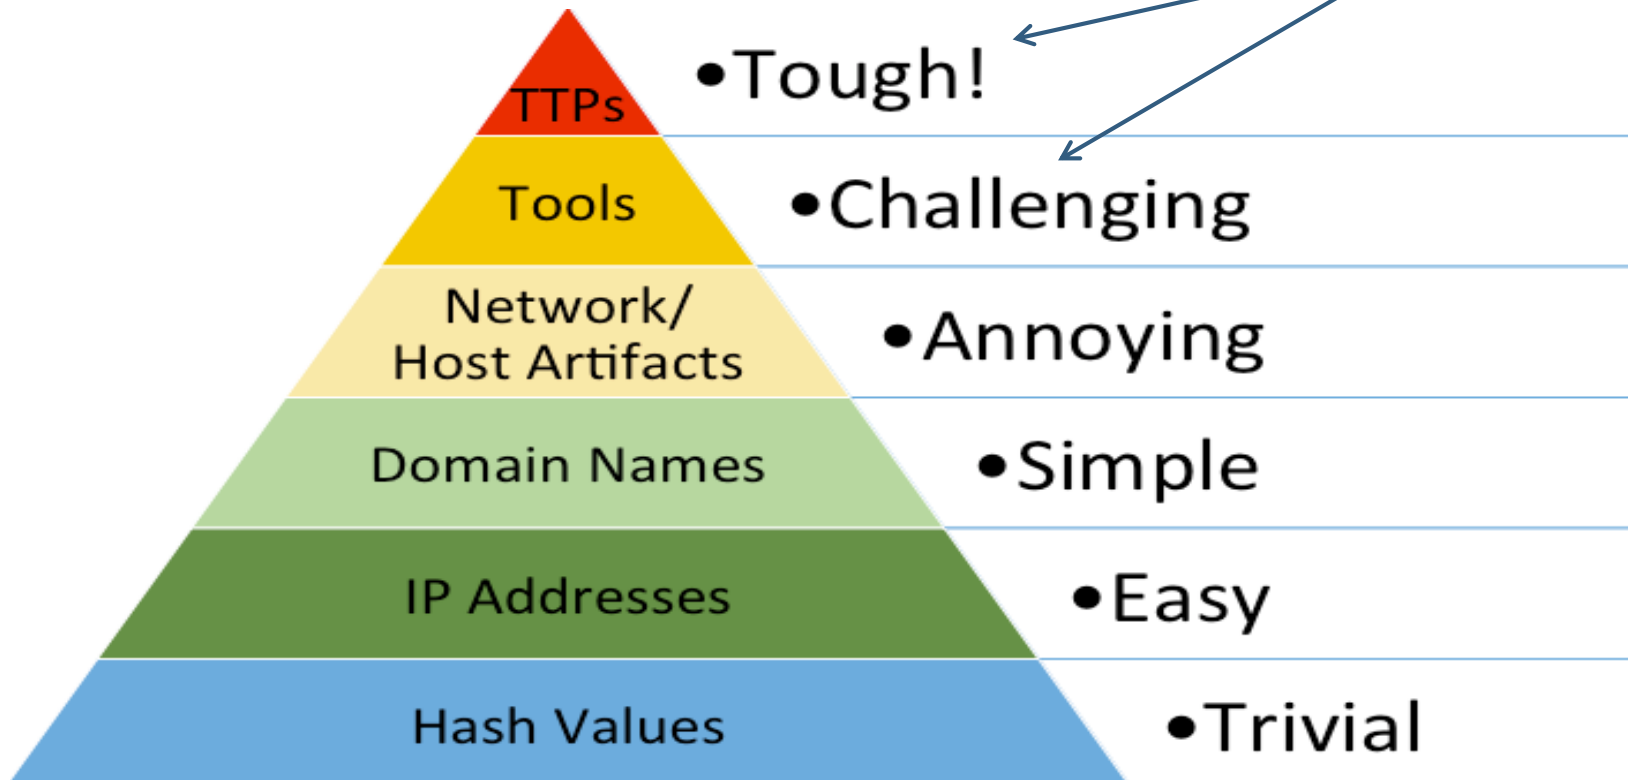 TTPs
•Tough!
Tools
•Challenging
Network/
Host Artifacts
•Annoying
Domain Names
•Simple
IP Addresses
•Easy
Hash Values
•Trivial